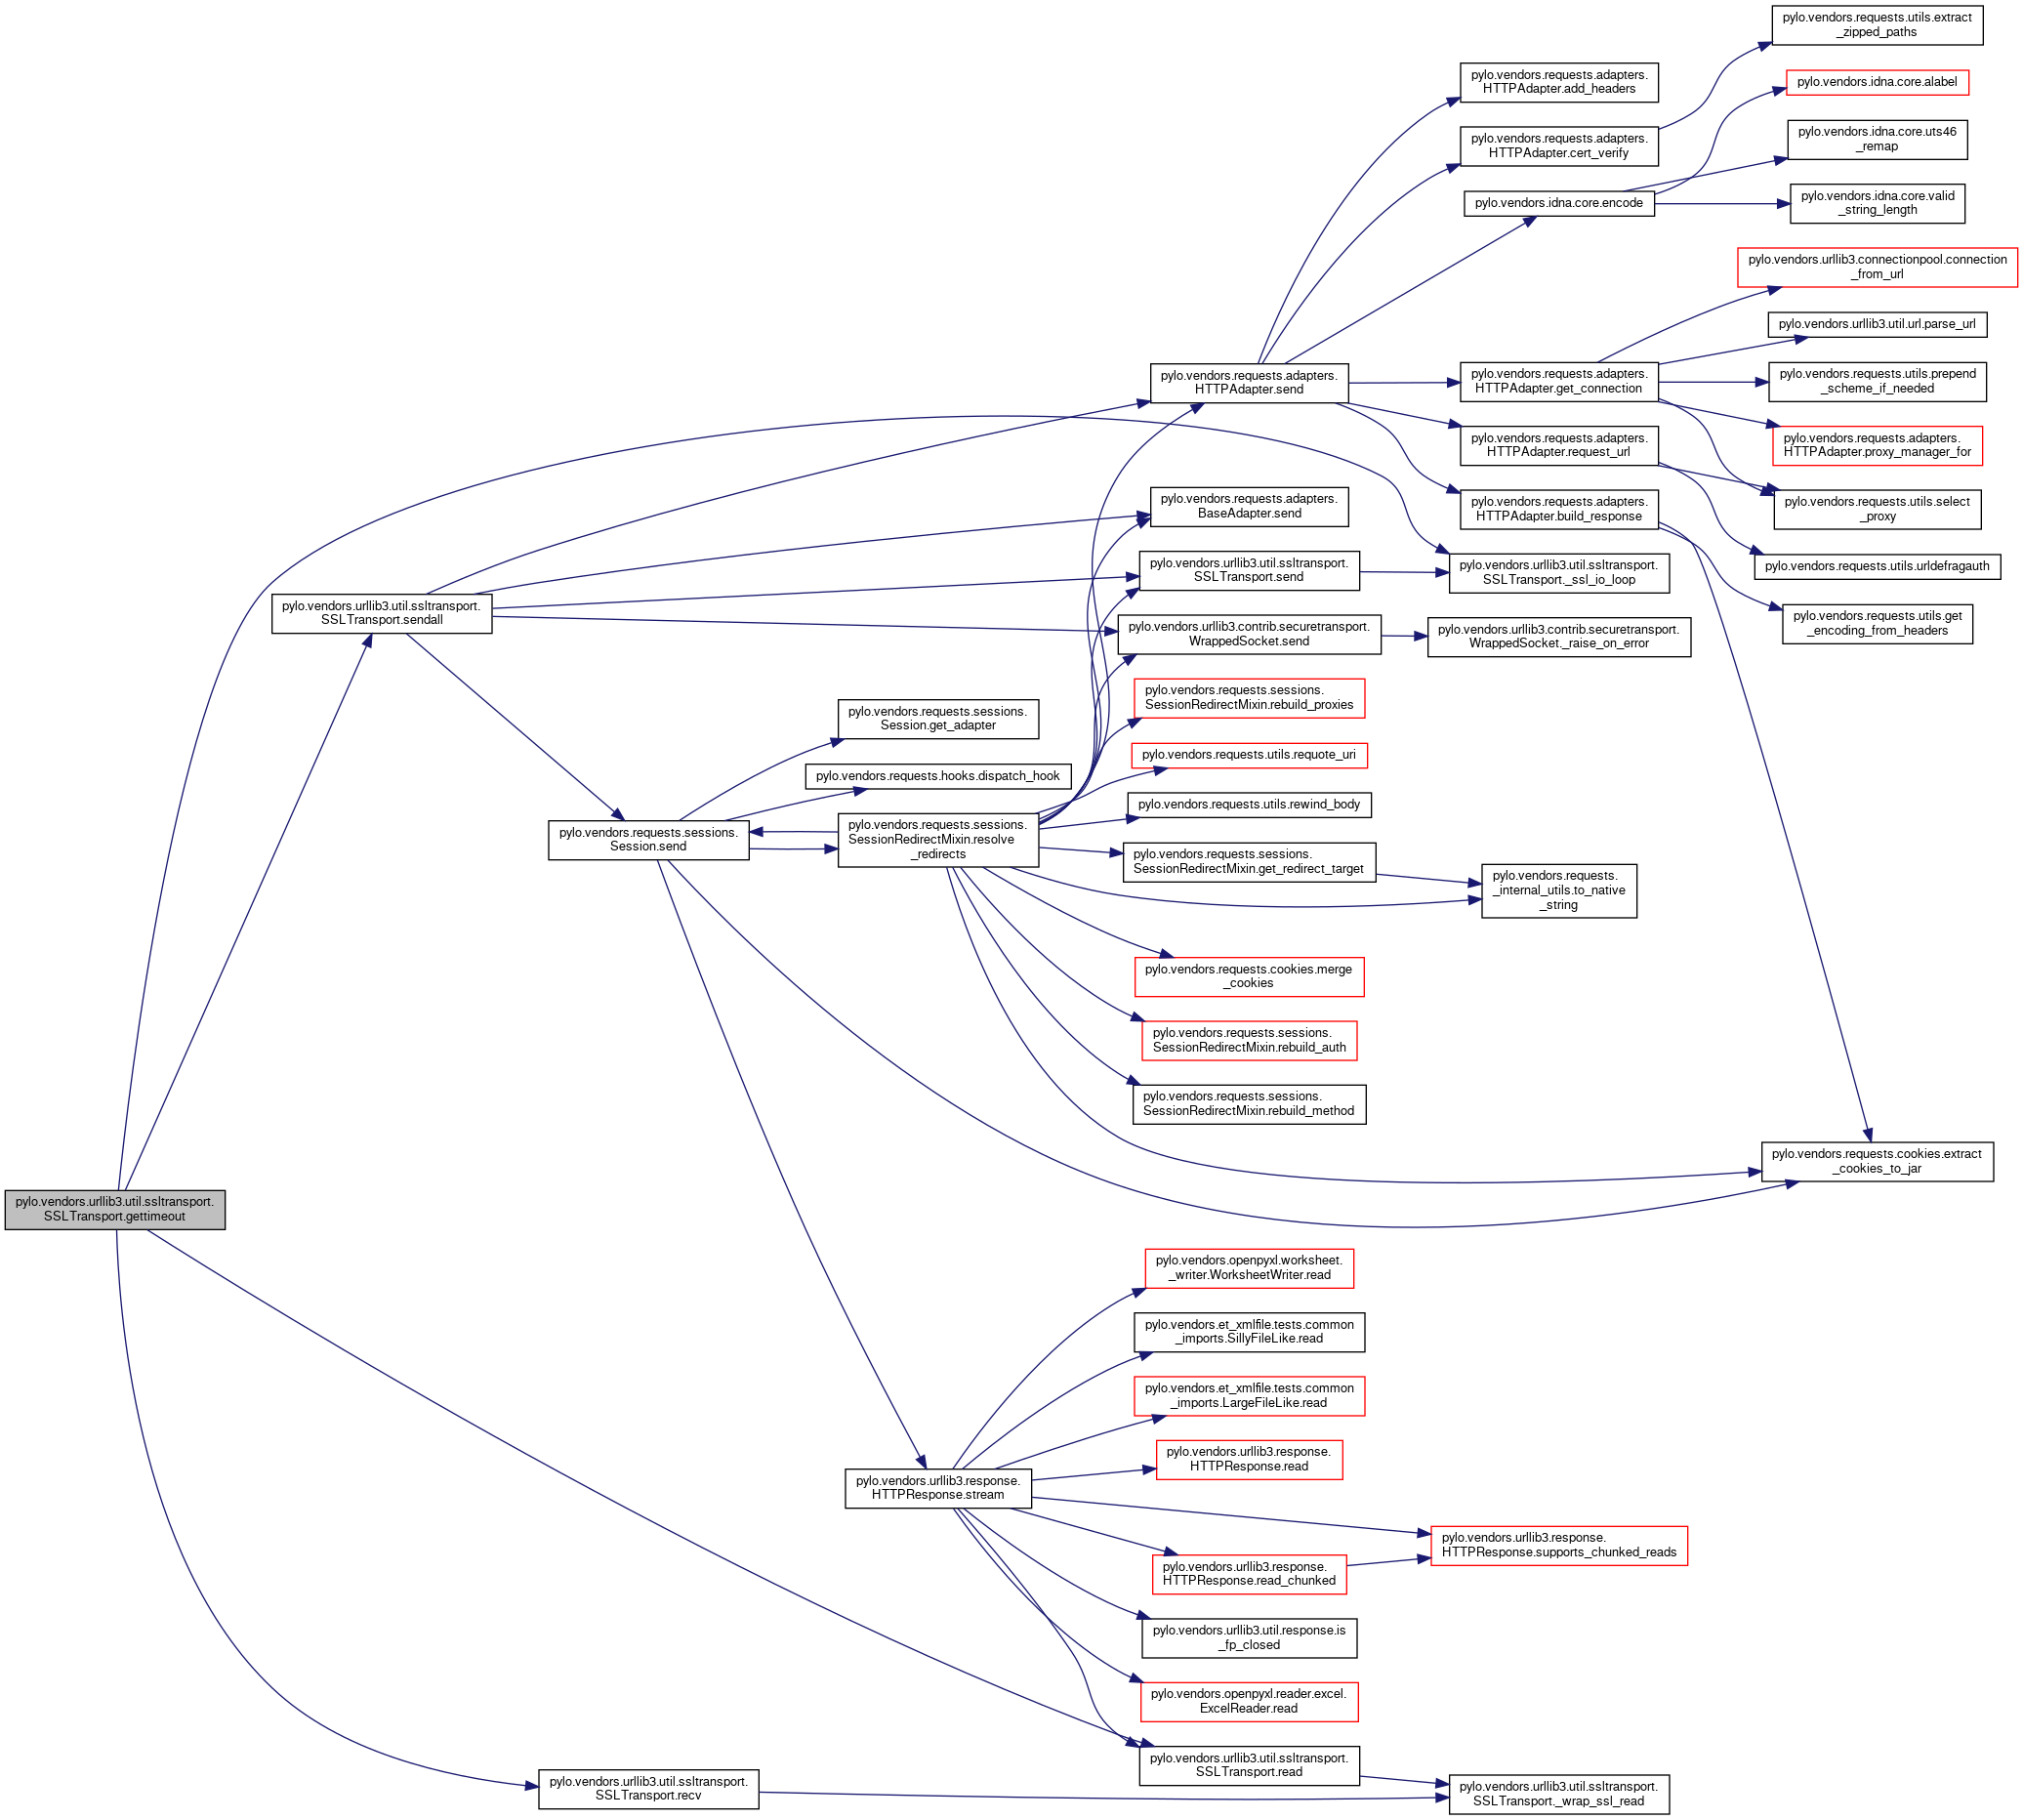 pylo.vendors.urllib3.util.ssltransport.
SSLTransport.gettimeout
pylo.vendors.urllib3.util.ssltransport.
SSLTransport.sendall
pylo.vendors.requests.sessions.
Session.send
pylo.vendors.urllib3.util.ssltransport.
SSLTransport.recv
pylo.vendors.requests.sessions.
Session.get_adapter
pylo.vendors.requests.hooks.dispatch_hook
pylo.vendors.requests.sessions.
SessionRedirectMixin.resolve
_redirects
pylo.vendors.urllib3.response.
HTTPResponse.stream
pylo.vendors.requests.adapters.
HTTPAdapter.send
pylo.vendors.requests.adapters.
BaseAdapter.send
pylo.vendors.urllib3.util.ssltransport.
SSLTransport.send
pylo.vendors.urllib3.contrib.securetransport.
WrappedSocket.send
pylo.vendors.requests.sessions.
SessionRedirectMixin.rebuild_proxies
pylo.vendors.requests.utils.requote_uri
pylo.vendors.requests.utils.rewind_body
pylo.vendors.requests.sessions.
SessionRedirectMixin.get_redirect_target
pylo.vendors.requests.cookies.merge
_cookies
pylo.vendors.requests.sessions.
SessionRedirectMixin.rebuild_auth
pylo.vendors.requests.sessions.
SessionRedirectMixin.rebuild_method
pylo.vendors.openpyxl.worksheet.
_writer.WorksheetWriter.read
pylo.vendors.et_xmlfile.tests.common
_imports.SillyFileLike.read
pylo.vendors.et_xmlfile.tests.common
_imports.LargeFileLike.read
pylo.vendors.urllib3.response.
HTTPResponse.read
pylo.vendors.urllib3.response.
HTTPResponse.read_chunked
pylo.vendors.urllib3.util.response.is
_fp_closed
pylo.vendors.openpyxl.reader.excel.
ExcelReader.read
pylo.vendors.urllib3.util.ssltransport.
SSLTransport.read
pylo.vendors.requests.adapters.
HTTPAdapter.add_headers
pylo.vendors.requests.adapters.
HTTPAdapter.cert_verify
pylo.vendors.idna.core.encode
pylo.vendors.requests.adapters.
HTTPAdapter.get_connection
pylo.vendors.requests.adapters.
HTTPAdapter.request_url
pylo.vendors.requests.adapters.
HTTPAdapter.build_response
pylo.vendors.urllib3.util.ssltransport.
SSLTransport._ssl_io_loop
pylo.vendors.urllib3.contrib.securetransport.
WrappedSocket._raise_on_error
pylo.vendors.requests.
_internal_utils.to_native
_string
pylo.vendors.urllib3.response.
HTTPResponse.supports_chunked_reads
pylo.vendors.urllib3.util.ssltransport.
SSLTransport._wrap_ssl_read
pylo.vendors.requests.utils.extract
_zipped_paths
pylo.vendors.idna.core.alabel
pylo.vendors.idna.core.uts46
_remap
pylo.vendors.idna.core.valid
_string_length
pylo.vendors.urllib3.connectionpool.connection
_from_url
pylo.vendors.urllib3.util.url.parse_url
pylo.vendors.requests.utils.prepend
_scheme_if_needed
pylo.vendors.requests.adapters.
HTTPAdapter.proxy_manager_for
pylo.vendors.requests.utils.select
_proxy
pylo.vendors.requests.utils.urldefragauth
pylo.vendors.requests.utils.get
_encoding_from_headers
pylo.vendors.requests.cookies.extract
_cookies_to_jar